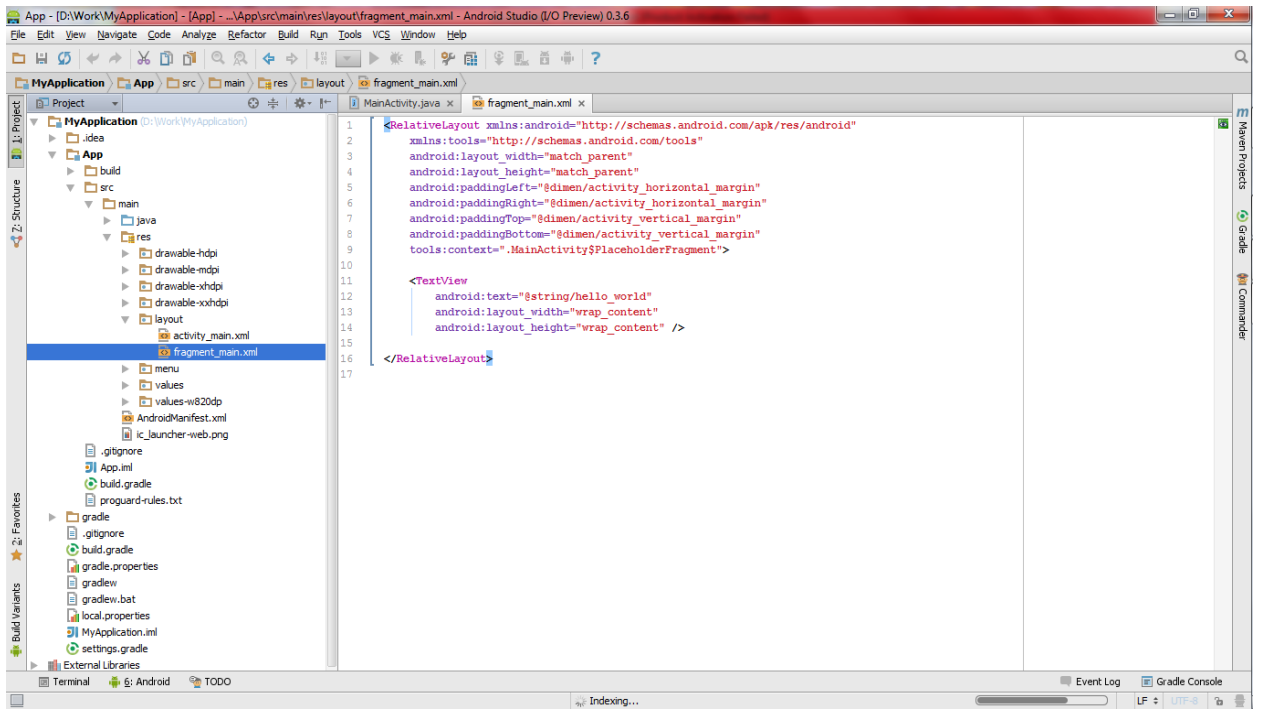 App - [D:\Work\MyApplication] - [App] - ...\App\src\main\res\layout\fragment_main.xml - Android Studio (I/O Preview) 0.3.6
File Edit View Navigate Code Analyze Refactor Build Run Tools VCS Window Help
MyApplication App src main res layout fragment_main.xml
Project
MainActivity.java fragment_main.xml
1: Project
Z: Structure
2: Favorites
Build Variants
MyApplication (D:\Work\MyApplication)
.idea
App
build
src
main
java
res
drawable-hdpi
drawable-mdpi
drawable-xhdpi
drawable-xxhdpi
layout
activity_main.xml
fragment_main.xml
menu
values
values-w820dp
AndroidManifest.xml
ic_launcher-web.png
.gitignore
App.iml
build.gradle
proguard-rules.txt
gradle
.gitignore
build.gradle
gradle.properties
gradlew
gradlew.bat
local.properties
MyApplication.iml
settings.gradle
External Libraries
1 <RelativeLayout xmlns:android="http://schemas.android.com/apk/res/android"
2 xmlns:tools="http://schemas.android.com/tools"
3 android:layout_width="match_parent"
4 android:layout_height="match_parent"
5 android:paddingLeft="@dimen/activity_horizontal_margin"
6 android:paddingRight="@dimen/activity_horizontal_margin"
7 android:paddingTop="@dimen/activity_vertical_margin"
8 android:paddingBottom="@dimen/activity_vertical_margin"
9 tools:context=".MainActivity$PlaceholderFragment">
10
11 <TextView
12 android:text="@string/hello_world"
13 android:layout_width="wrap_content"
14 android:layout_height="wrap_content" />
15
16 </RelativeLayout>
17
Maven Projects
Gradle
Commander
Terminal 6: Android TODO Event Log Gradle Console
Indexing... LF UTF-8